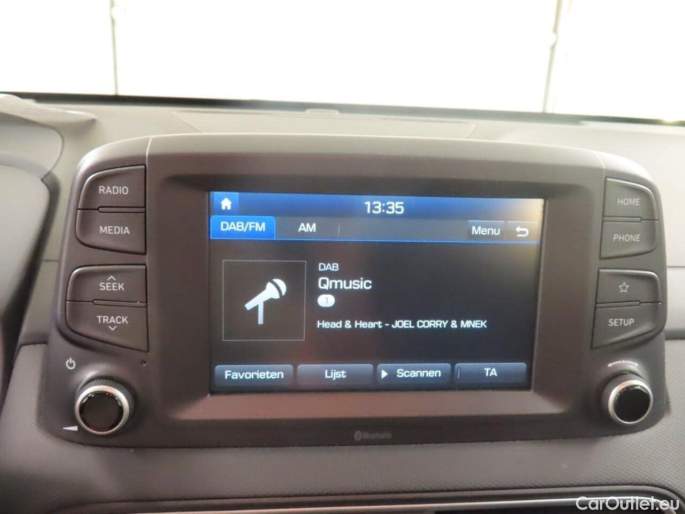 RADIO
MEDIA
SEEK
TRACK
13:35
DAB/FM
AM
Menu
DAB
Qmusic
Head & Heart - JOEL CORRY & MNEK
Favorieten
Lijst
Scannen
TA
HOME
PHONE
SETUP
Bluetooth
CarOutlet.eu